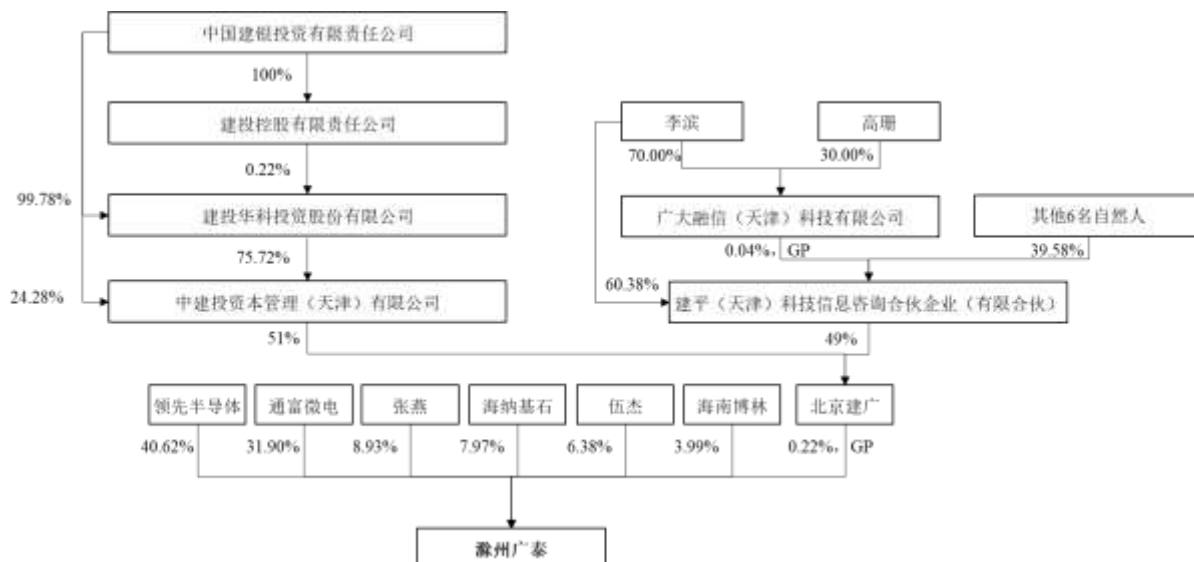 中国建银投资有限责任公司
100%
建投控股有限责任公司
李滨
高珊
0.22%
70.00%
30.00%
99.78%
建投华科投资股份有限公司
广大融信（天津）科技有限公司
其他6名自然人
75.72%
0.04%，GP
39.58%
24.28%
60.38%
中建投资本管理（天津）有限公司
建平（天津）科技信息咨询合伙企业（有限合伙）
51%
49%
领先半导体
通富微电
张燕
海纳基石
伍杰
海南博林
北京建广
40.62%
31.90%
8.93%
7.97%
6.38%
3.99%
0.22%，GP
滁州广泰